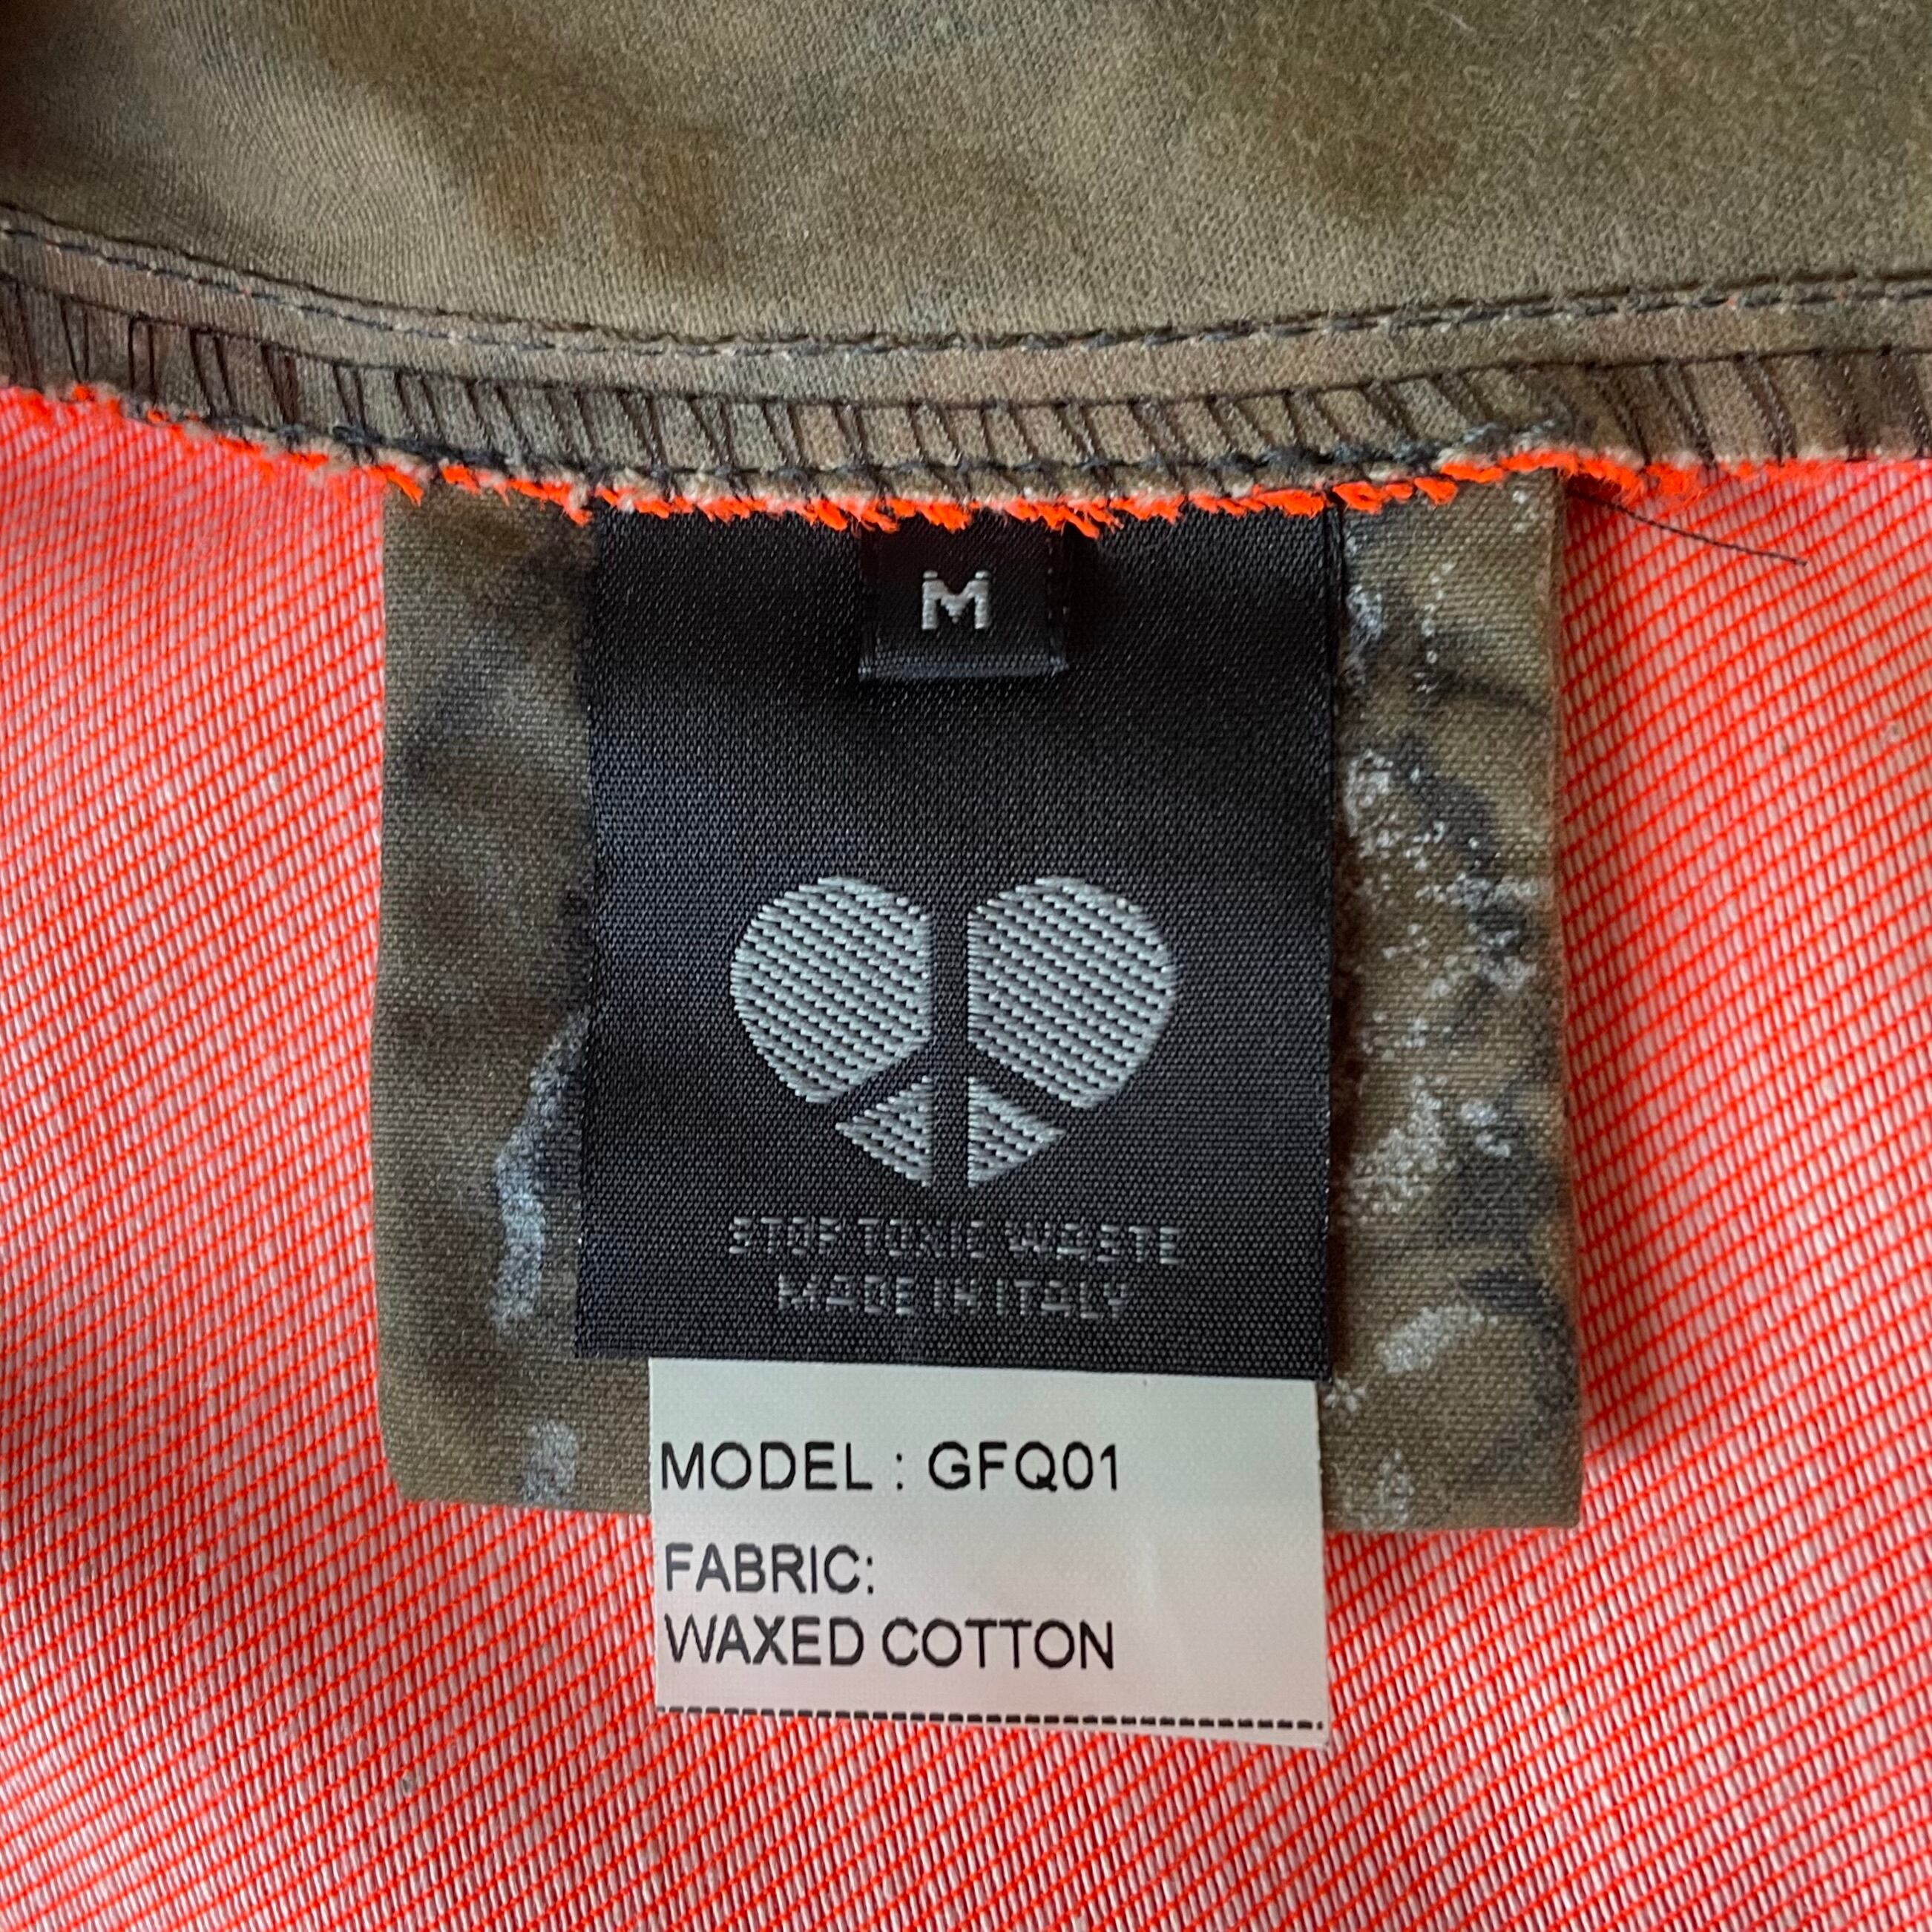 M
STOP TOXIC WASTE
MADE IN ITALY
MODEL : GFQ01
FABRIC:
WAXED COTTON